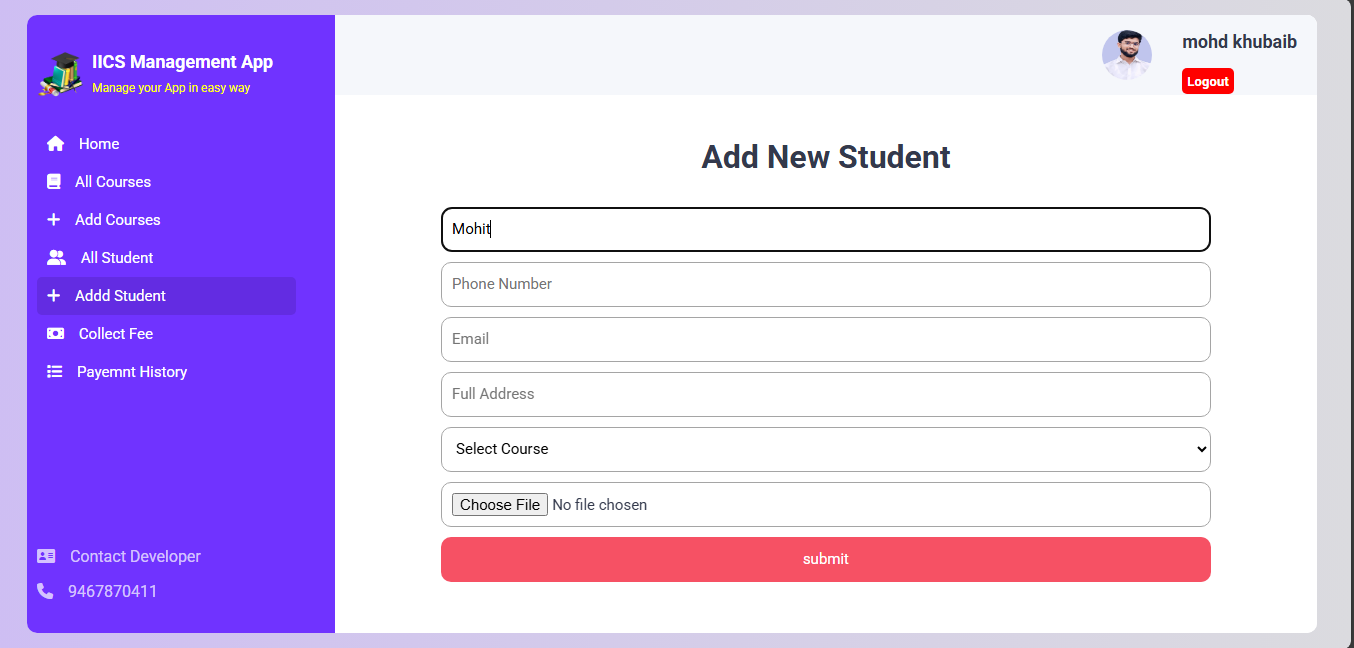 IICS Management App
Manage your App in easy way
Home
All Courses
Add Courses
All Student
Addd Student
Collect Fee
Payemnt History
Contact Developer
9467870411
mohd khubaib
Logout
Add New Student
Mohit
Phone Number
Email
Full Address
Select Course
Choose File No file chosen
submit